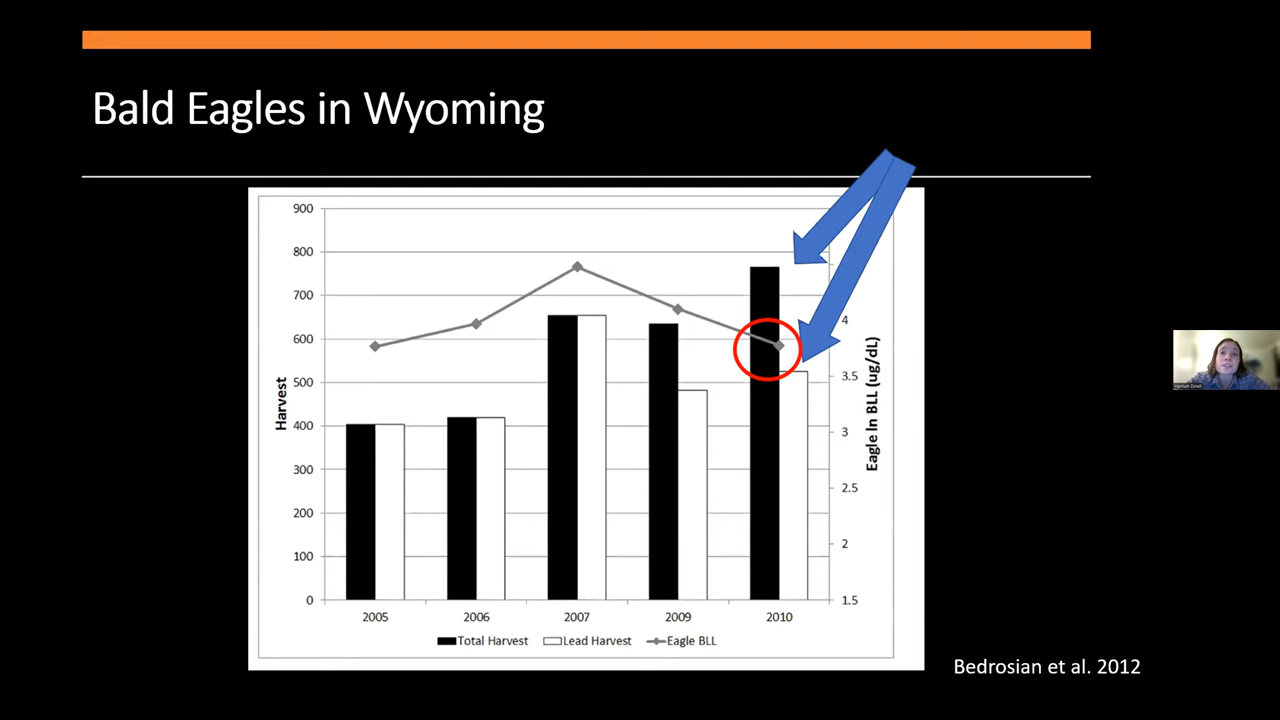 Bald Eagles in Wyoming
900
800
700
600
500
400
300
200
100
0
Harvest
4
3.5
3
2.5
2
1.5
Eagle ln BLL (ug/dL)
2005 2006 2007 2009 2010
Total Harvest Lead Harvest Eagle BLL
Bedrosian et al. 2012